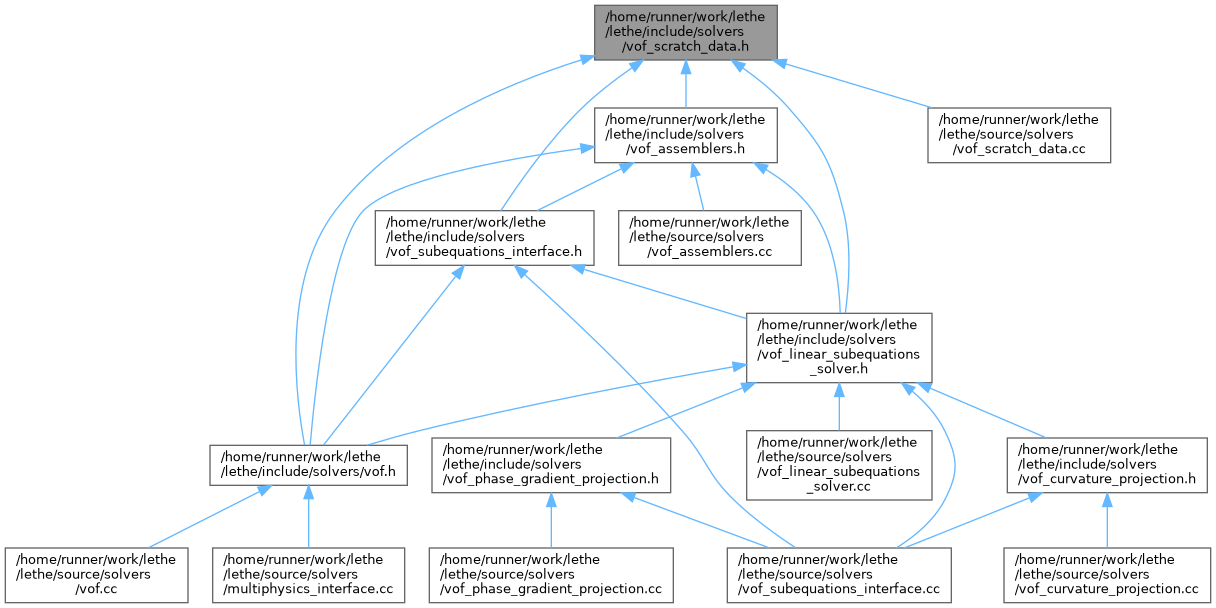 /home/runner/work/lethe
/lethe/include/solvers
/vof_scratch_data.h
/home/runner/work/lethe
/lethe/include/solvers
/vof_assemblers.h
/home/runner/work/lethe
/lethe/source/solvers
/vof_scratch_data.cc
/home/runner/work/lethe
/lethe/include/solvers
/vof_subequations_interface.h
/home/runner/work/lethe
/lethe/source/solvers
/vof_assemblers.cc
/home/runner/work/lethe
/lethe/include/solvers
/vof_linear_subequations
_solver.h
/home/runner/work/lethe
/lethe/include/solvers/vof.h
/home/runner/work/lethe
/lethe/include/solvers
/vof_phase_gradient_projection.h
/home/runner/work/lethe
/lethe/source/solvers
/vof_linear_subequations
_solver.cc
/home/runner/work/lethe
/lethe/include/solvers
/vof_curvature_projection.h
/home/runner/work/lethe
/lethe/source/solvers
/vof.cc
/home/runner/work/lethe
/lethe/source/solvers
/multiphysics_interface.cc
/home/runner/work/lethe
/lethe/source/solvers
/vof_phase_gradient_projection.cc
/home/runner/work/lethe
/lethe/source/solvers
/vof_subequations_interface.cc
/home/runner/work/lethe
/lethe/source/solvers
/vof_curvature_projection.cc